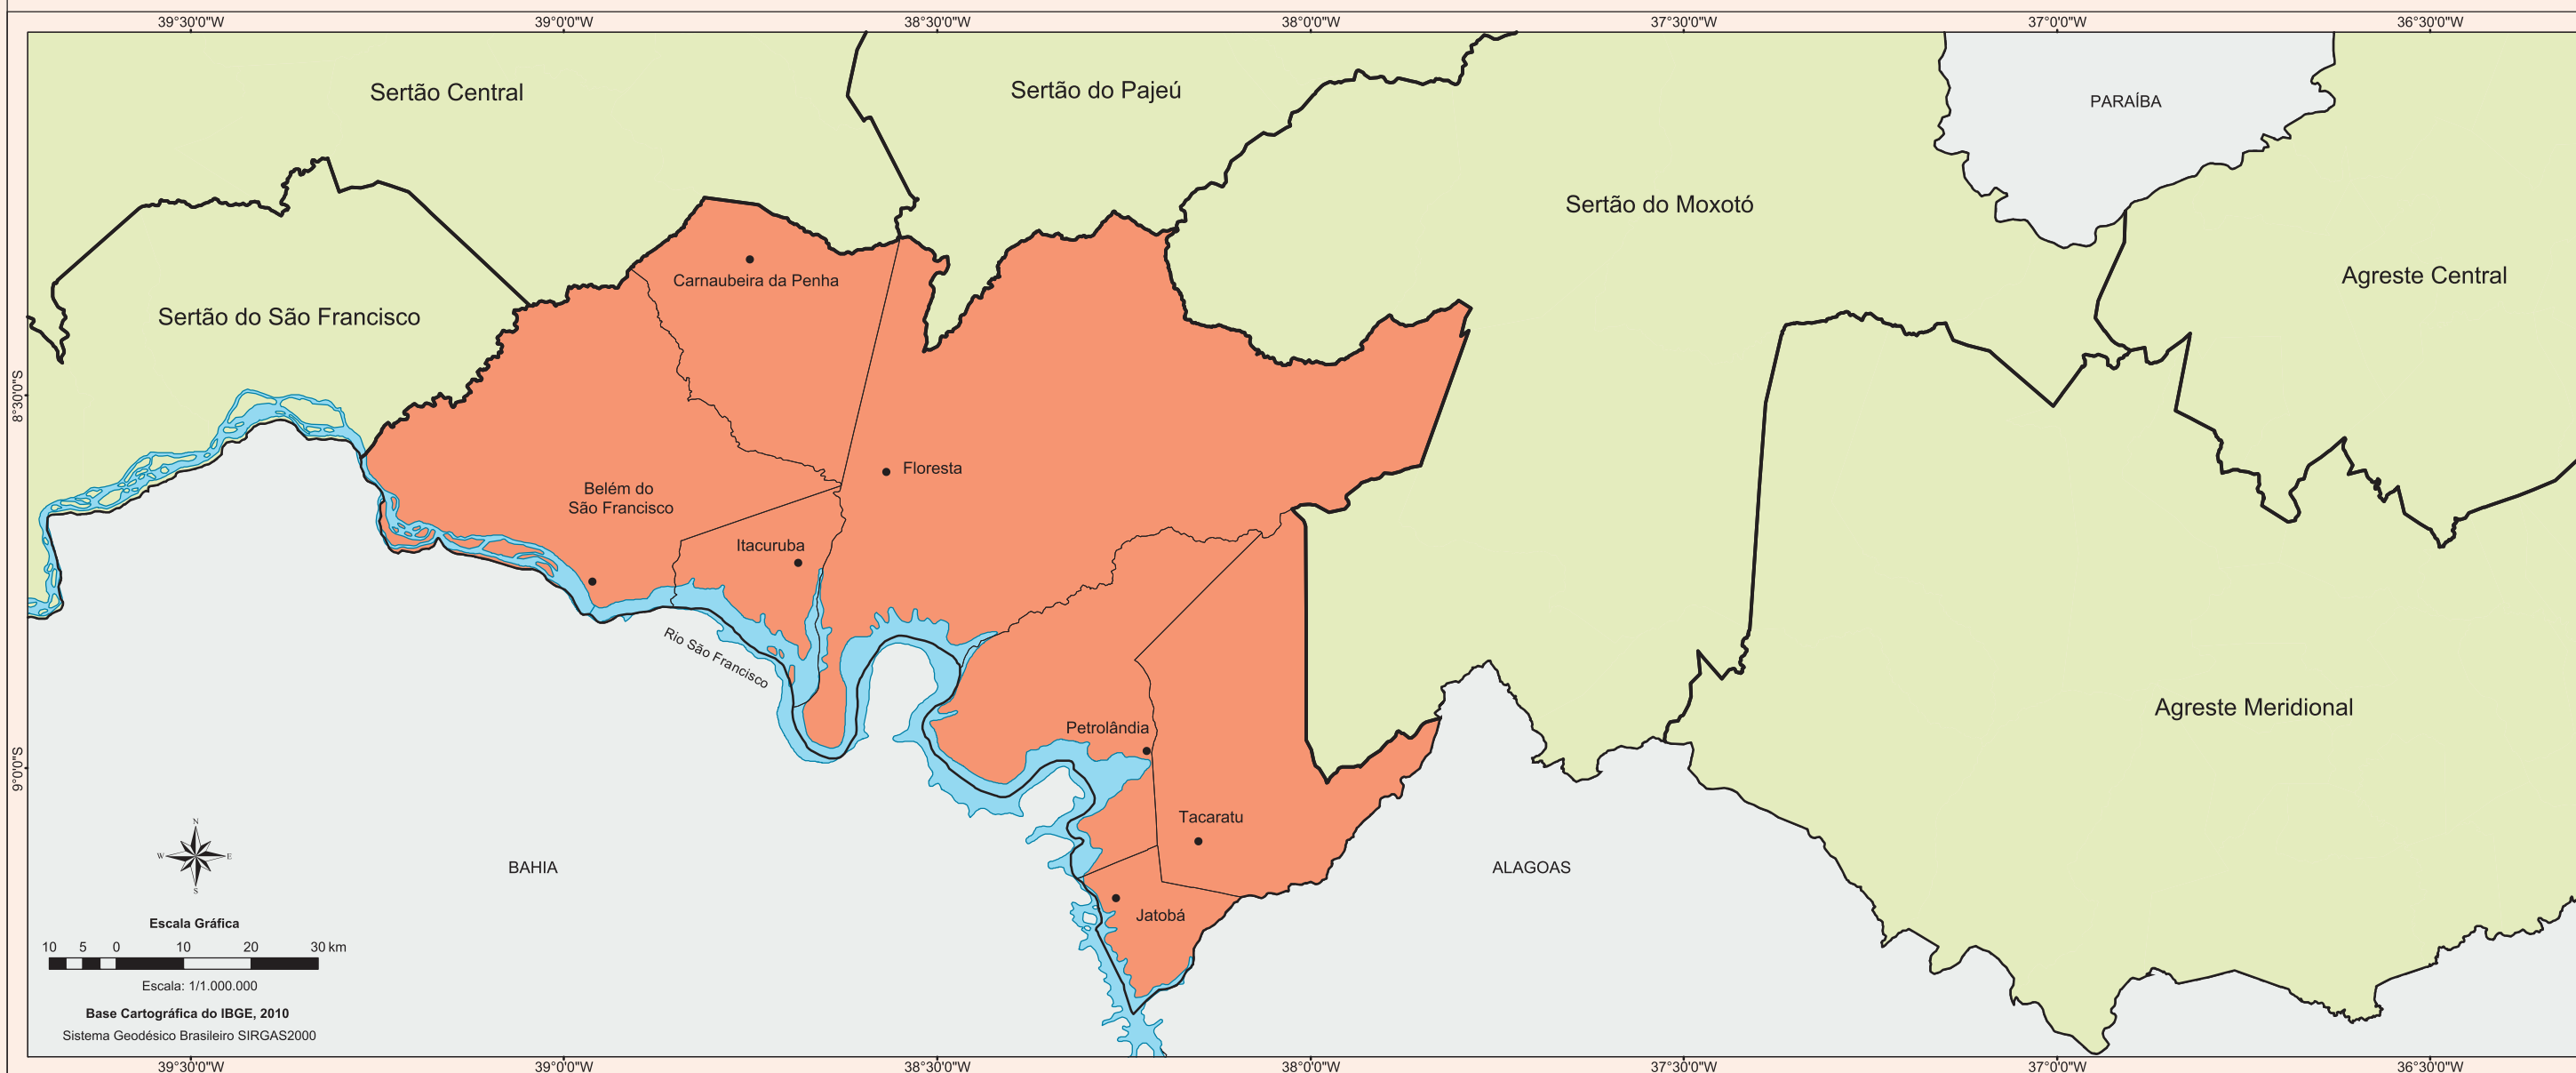 39°30'0"W
39°0'0"W
38°30'0"W
38°0'0"W
37°30'0"W
37°0'0"W
36°30'0"W
Sertão Central
Sertão do Pajeú
PARAÍBA
Sertão do Moxotó
Agreste Central
Carnaubeira da Penha
Sertão do São Francisco
8°30'0"S
Floresta
Belém do
São Francisco
Itacuruba
Rio São Francisco
Agreste Meridional
Petrolândia
9°0'0"S
Tacaratu
N
W
E
S
BAHIA
ALAGOAS
Jatobá
Escala Gráfica
10 5 0 10 20 30 km
Escala: 1/1.000.000
Base Cartográfica do IBGE, 2010
Sistema Geodésico Brasileiro SIRGAS2000
39°30'0"W
39°0'0"W
38°30'0"W
38°0'0"W
37°30'0"W
37°0'0"W
36°30'0"W